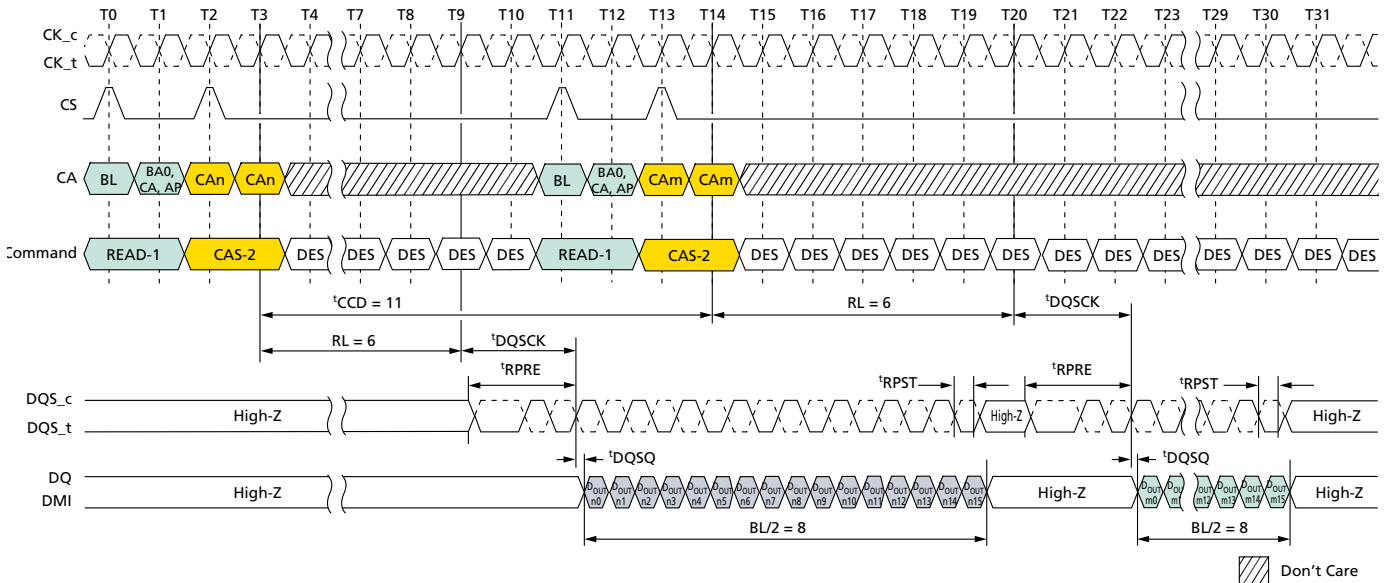 T0 T1 T2 T3 T4 T7 T8 T9 T10 T11 T12 T13 T14 T15 T16 T17 T18 T19 T20 T21 T22 T23 T29 T30 T31
CK_c
CK_t
CS
CA BL BA0, CA, AP CAn CAn BL BA0, CA, AP CAm CAm
Command READ-1 CAS-2 DES DES DES DES DES READ-1 CAS-2 DES DES DES DES DES DES DES DES DES DES DES DES DES
tCCD = 11 RL = 6 tDQSCK
RL = 6 tDQSCK
tRPRE tRPST tRPRE tRPST
DQS_c
DQS_t
High-Z High-Z High-Z
tDQSQ tDQSQ
DQ
DMI
High-Z DOUT n0 DOUT n1 DOUT n2 DOUT n3 DOUT n4 DOUT n5 DOUT n6 DOUT n7 DOUT n8 DOUT n9 DOUT n10 DOUT n11 DOUT n12 DOUT n13 DOUT n14 DOUT n15 High-Z DOUT m0 DOUT m1 DOUT m12 DOUT m13 DOUT m14 DOUT m15 High-Z
BL/2 = 8 BL/2 = 8
Don't Care